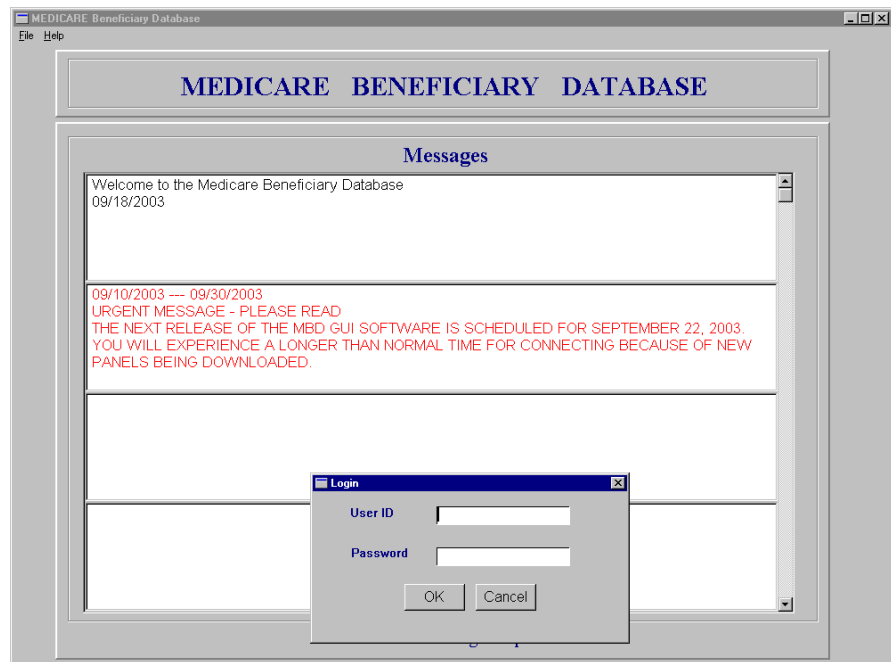 MEDICARE Beneficiary Database
File Help
MEDICARE BENEFICIARY DATABASE
Messages
Welcome to the Medicare Beneficiary Database
09/18/2003
09/10/2003 --- 09/30/2003
URGENT MESSAGE - PLEASE READ
THE NEXT RELEASE OF THE MBD GUI SOFTWARE IS SCHEDULED FOR SEPTEMBER 22, 2003.
YOU WILL EXPERIENCE A LONGER THAN NORMAL TIME FOR CONNECTING BECAUSE OF NEW
PANELS BEING DOWNLOADED.
Login
User ID
Password
OK Cancel